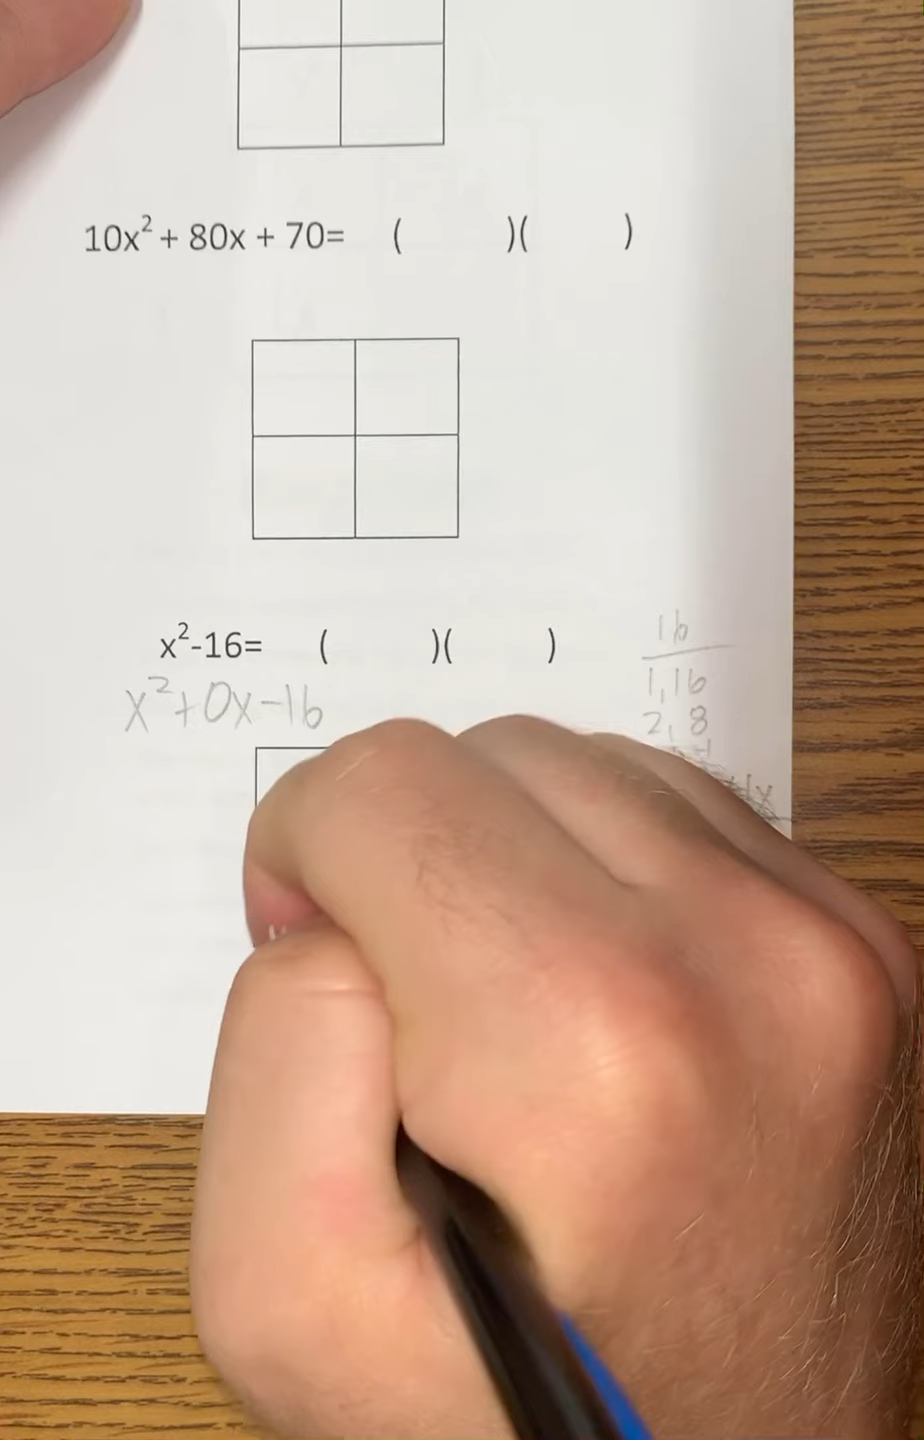 10x² + 80x + 70= ( )( )
x²-16= ( )( )
x²+0x-16
16
1,16
2,8